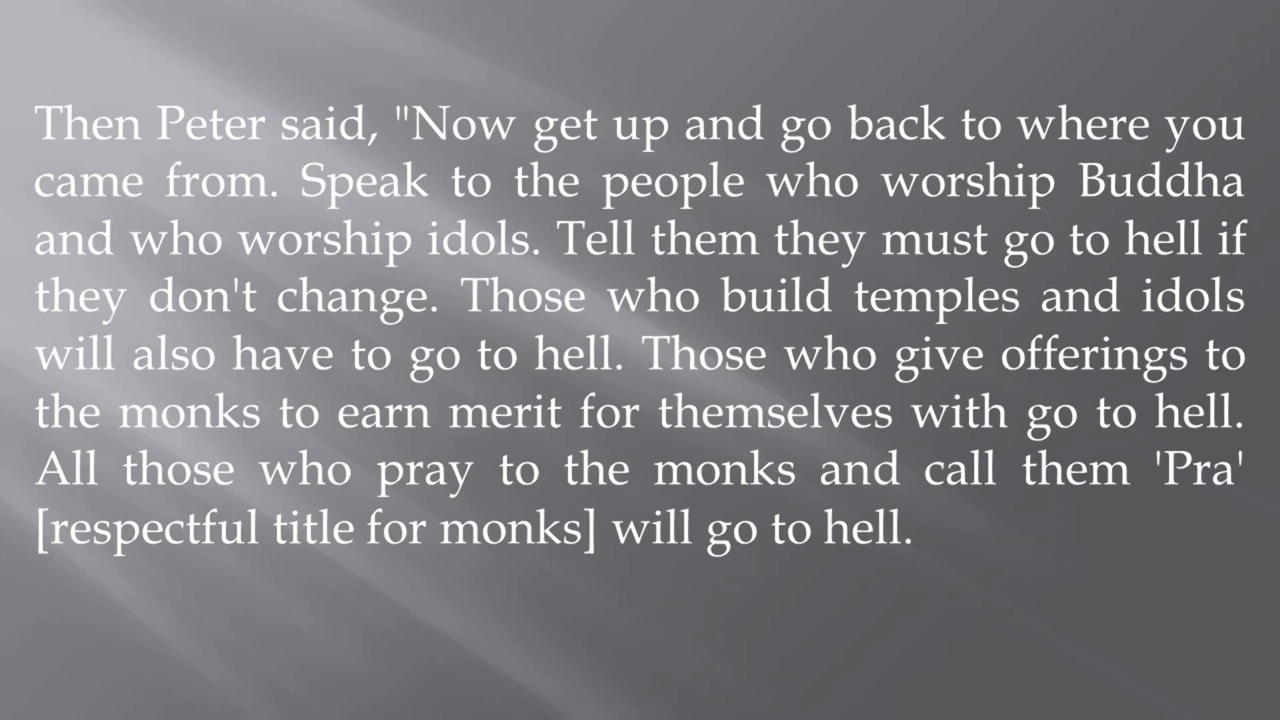 Then Peter said, "Now get up and go back to where you
came from. Speak to the people who worship Buddha
and who worship idols. Tell them they must go to hell if
they don't change. Those who build temples and idols
will also have to go to hell. Those who give offerings to
the monks to earn merit for themselves with go to hell.
All those who pray to the monks and call them 'Pra'
[respectful title for monks] will go to hell.